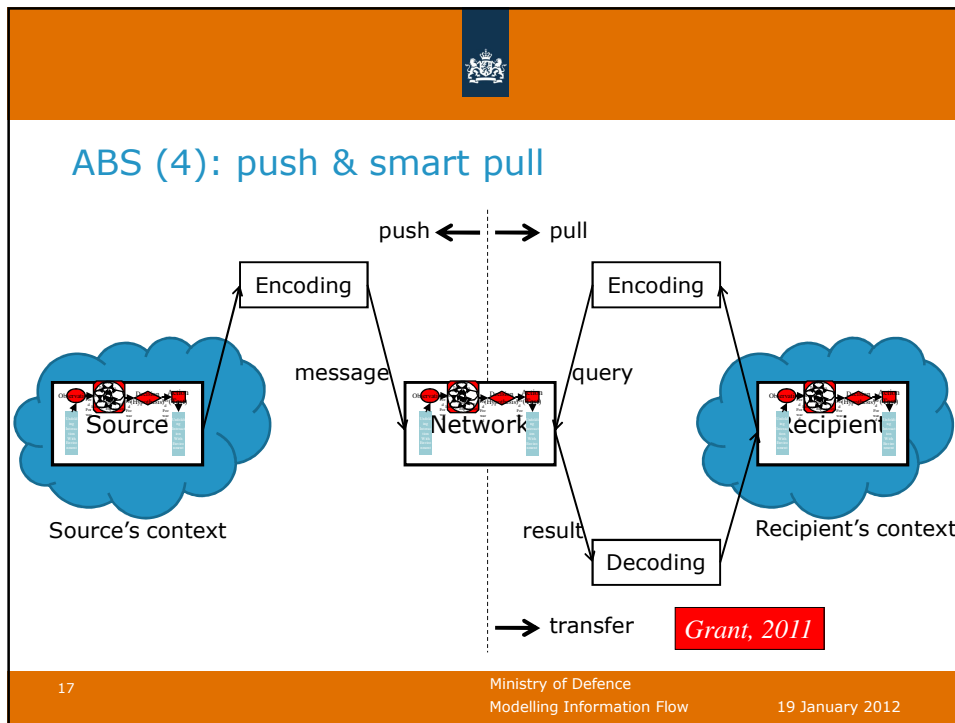 ABS (4): push & smart pull
push
pull
Encoding
Encoding
message
query
Source
Network
Recipient
Source's context
result
Recipient's context
Decoding
transfer
Grant, 2011
17
Ministry of Defence
Modelling Information Flow
19 January 2012